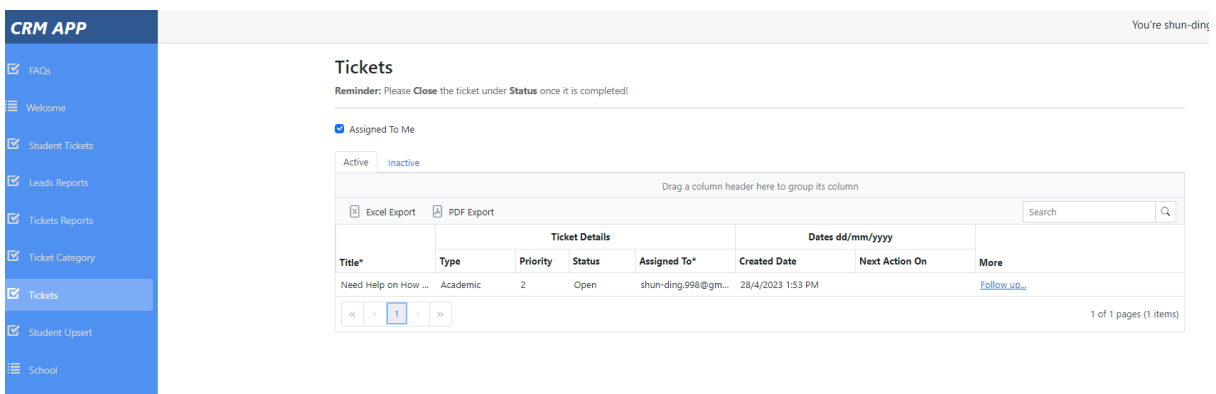 CRM APP
You're shun-ding
FAQs
Welcome
Student Tickets
Leads Reports
Tickets Reports
Ticket Category
Tickets
Student Upsert
School
Tickets
Reminder: Please Close the ticket under Status once it is completed!
Assigned To Me
Active Inactive
Drag a column header here to group its column
Excel Export PDF Export Search
Ticket Details Dates dd/mm/yyyy
Title* Type Priority Status Assigned To* Created Date Next Action On More
Need Help on How ... Academic 2 Open shun-ding.998@gm... 28/4/2023 1:53 PM Follow up...
« ‹ 1 › » 1 of 1 pages (1 items)